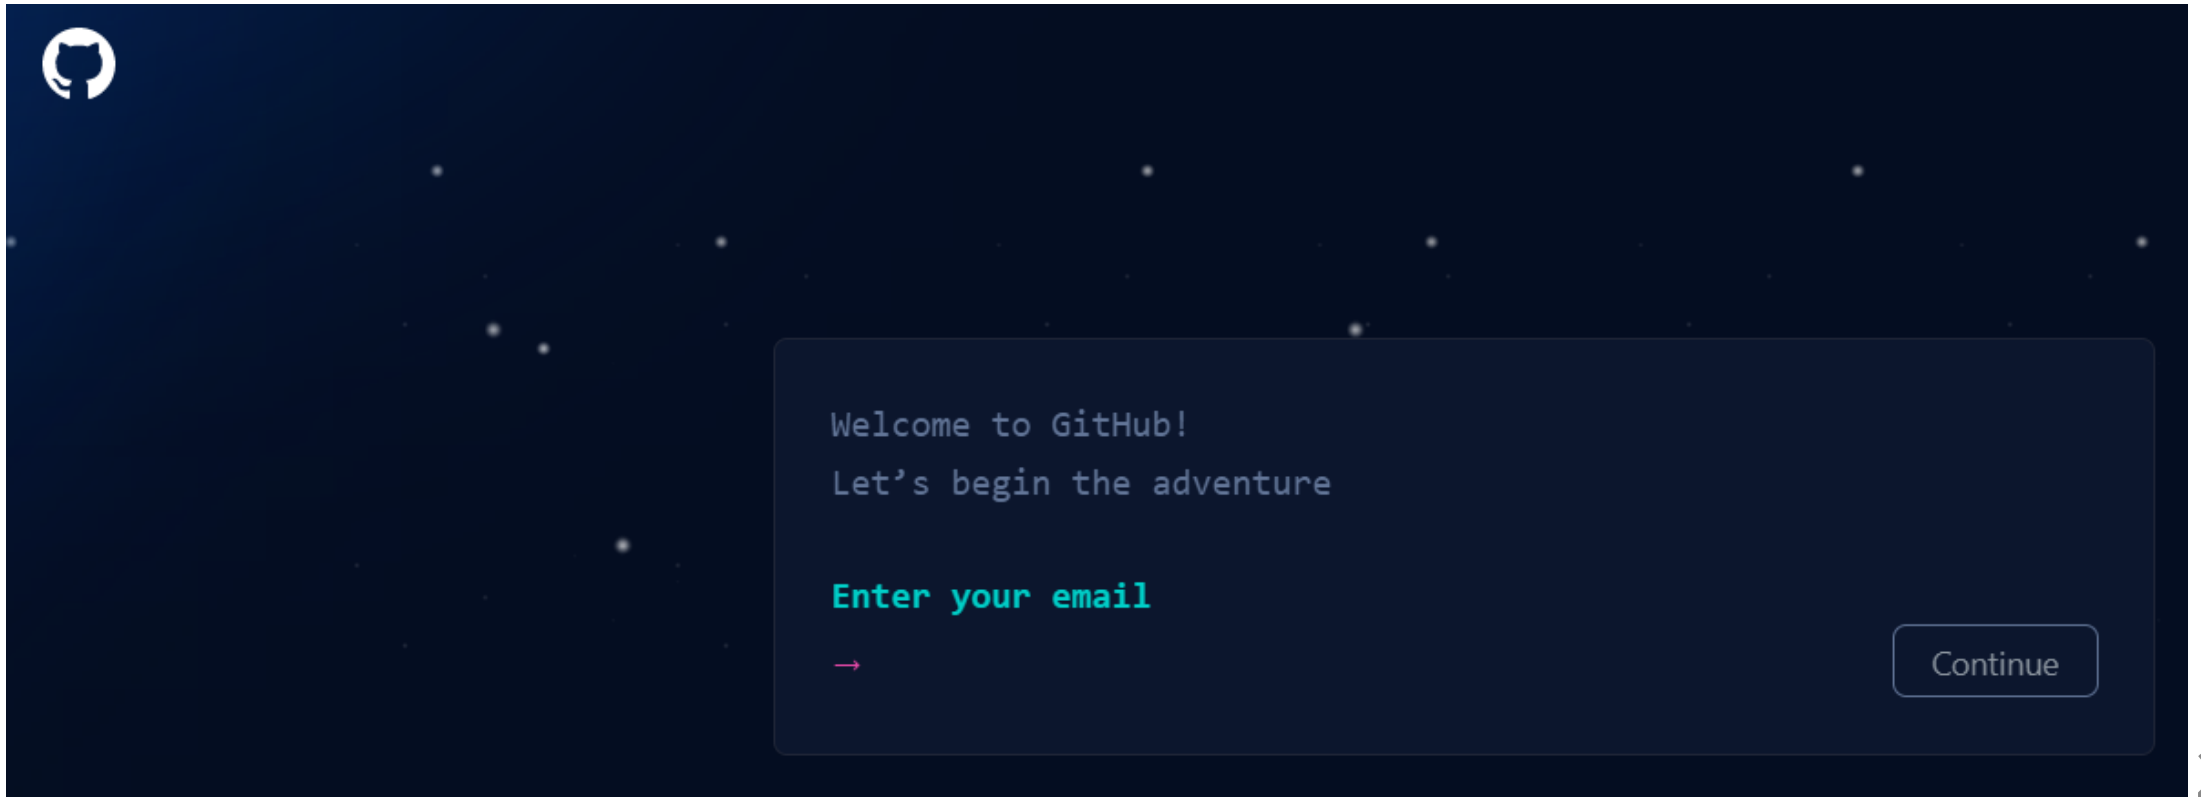 Welcome to GitHub!
Let’s begin the adventure
Enter your email
→
Continue